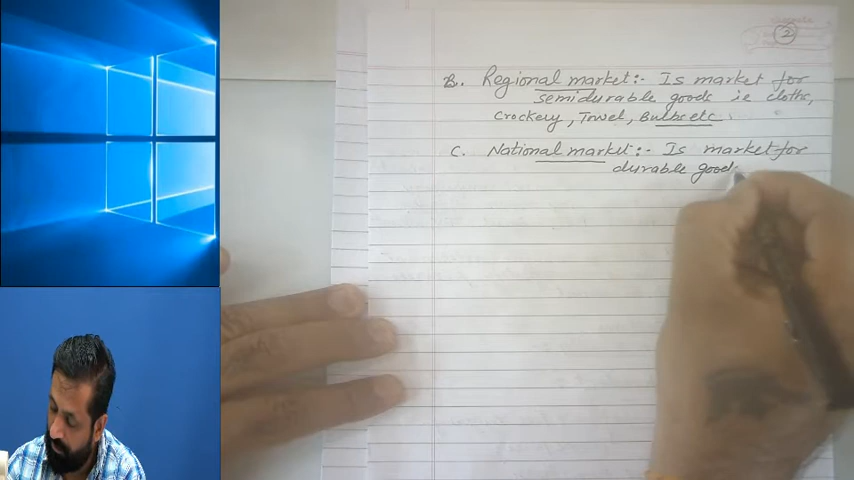 2
B. Regional market:- Is market for
semidurable goods ie cloths,
Crockery, Towel, Bulbs etc.
C. National market:- Is market for
durable goods